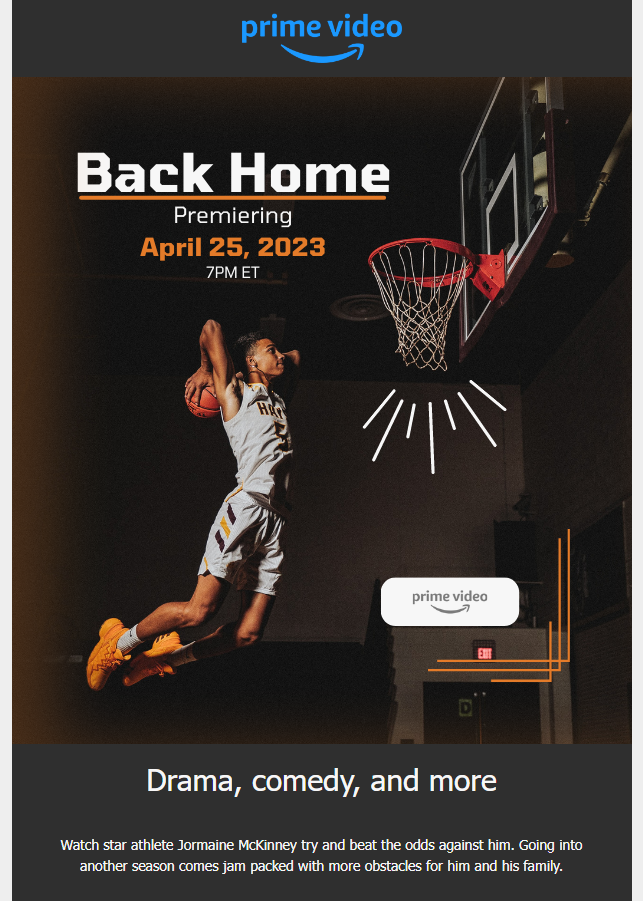 prime video
Back Home
Premiering
April 25, 2023
7PM ET
prime video
EXIT
D
Drama, comedy, and more
Watch star athlete Jormaine McKinney try and beat the odds against him. Going into
another season comes jam packed with more obstacles for him and his family.